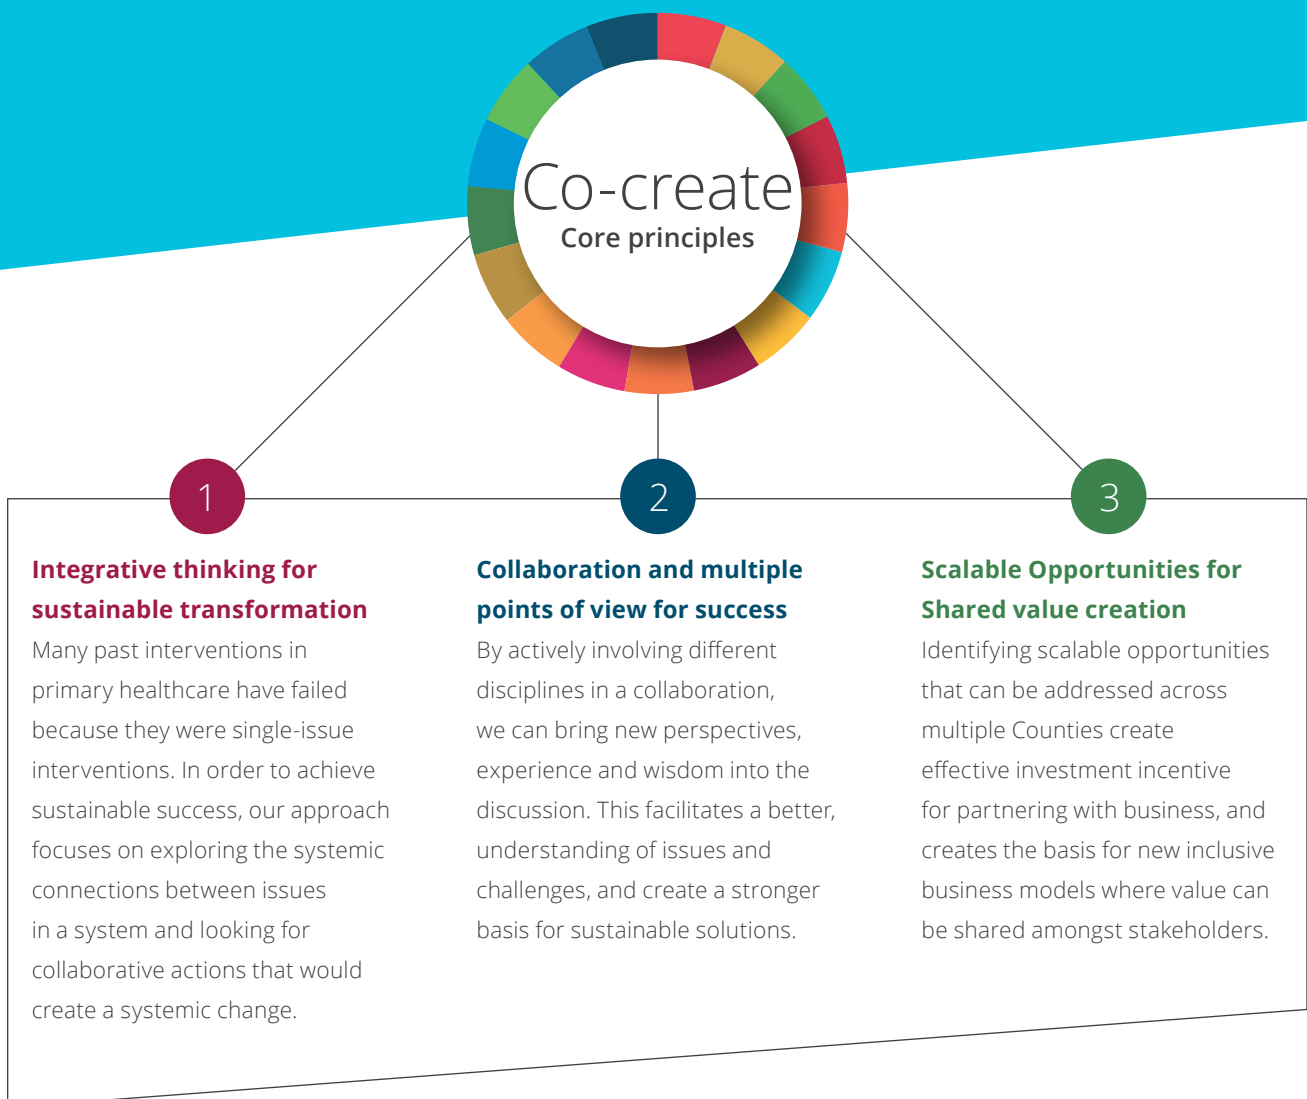 Co-create
Core principles
1
2
3
Integrative thinking for
sustainable transformation
Many past interventions in
primary healthcare have failed
because they were single-issue
interventions. In order to achieve
sustainable success, our approach
focuses on exploring the systemic
connections between issues
in a system and looking for
collaborative actions that would
create a systemic change.
Collaboration and multiple
points of view for success
By actively involving different
disciplines in a collaboration,
we can bring new perspectives,
experience and wisdom into the
discussion. This facilitates a better,
understanding of issues and
challenges, and create a stronger
basis for sustainable solutions.
Scalable Opportunities for
Shared value creation
Identifying scalable opportunities
that can be addressed across
multiple Counties create
effective investment incentive
for partnering with business, and
creates the basis for new inclusive
business models where value can
be shared amongst stakeholders.